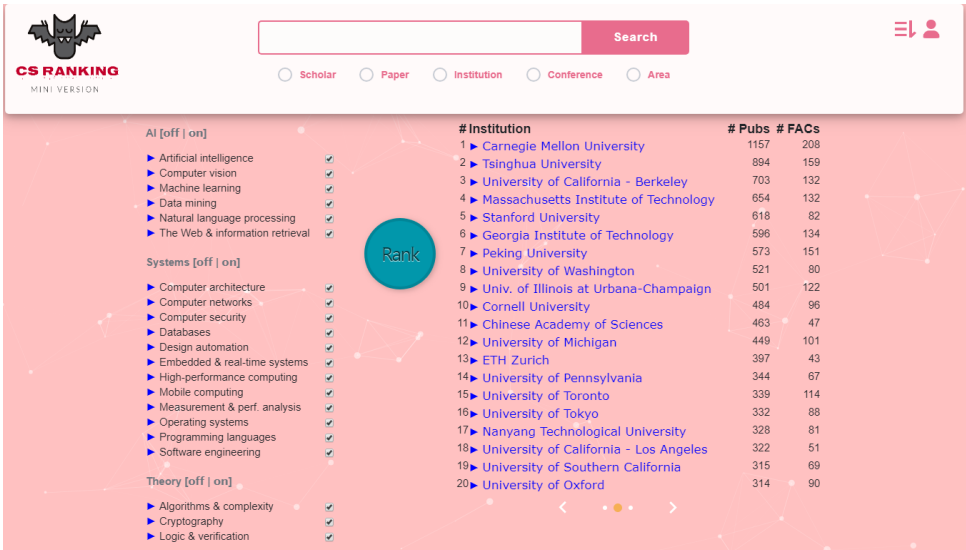 Search
CS RANKING
MINI VERSION
Scholar Paper Institution Conference Area
AI [off | on]
Artificial intelligence
Computer vision
Machine learning
Data mining
Natural language processing
The Web & information retrieval
Systems [off | on]
Computer architecture
Computer networks
Computer security
Databases
Design automation
Embedded & real-time systems
High-performance computing
Mobile computing
Measurement & perf. analysis
Operating systems
Programming languages
Software engineering
Theory [off | on]
Algorithms & complexity
Cryptography
Logic & verification
Rank
# Institution # Pubs # FACs
1 ► Carnegie Mellon University 1157 208
2 ► Tsinghua University 894 159
3 ► University of California - Berkeley 703 132
4 ► Massachusetts Institute of Technology 654 132
5 ► Stanford University 618 82
6 ► Georgia Institute of Technology 596 134
7 ► Peking University 573 151
8 ► University of Washington 521 80
9 ► Univ. of Illinois at Urbana-Champaign 501 122
10 ► Cornell University 484 96
11 ► Chinese Academy of Sciences 463 47
12 ► University of Michigan 449 101
13 ► ETH Zurich 397 43
14 ► University of Pennsylvania 344 67
15 ► University of Toronto 339 114
16 ► University of Tokyo 332 88
17 ► Nanyang Technological University 328 81
18 ► University of California - Los Angeles 322 51
19 ► University of Southern California 315 69
20 ► University of Oxford 314 90